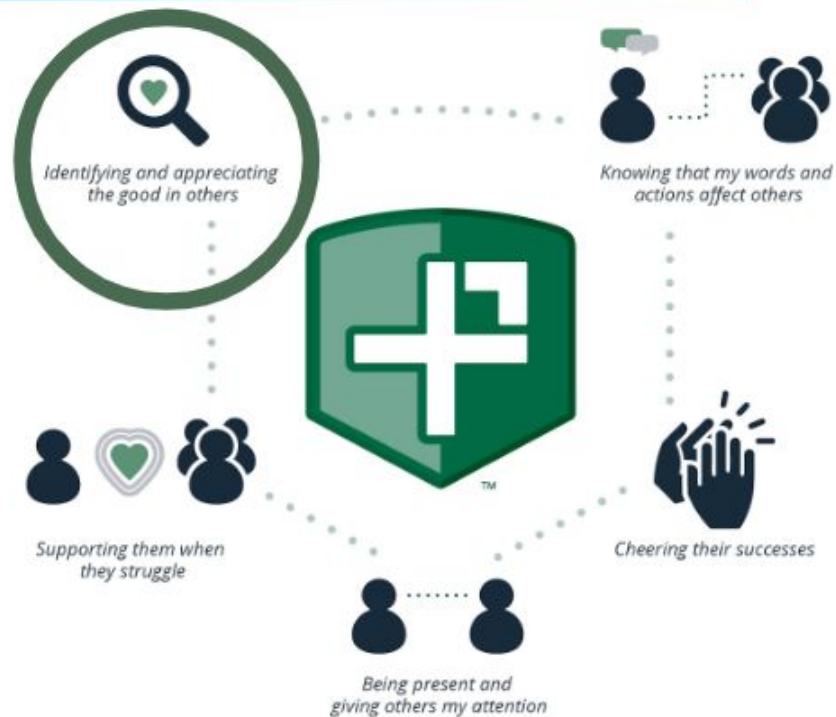 Identifying and appreciating
the good in others
Knowing that my words and
actions affect others
TM
Supporting them when
they struggle
Cheering their successes
Being present and
giving others my attention